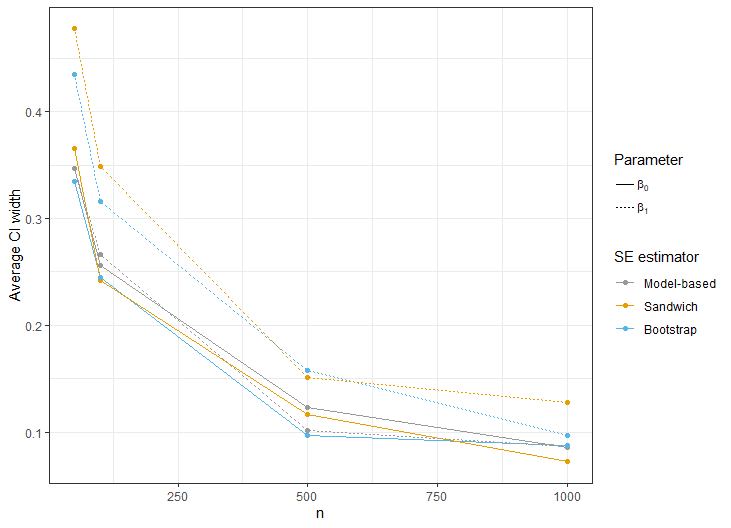 Average CI width
0.4
0.3
0.2
0.1
250
500
750
1000
n
Parameter
β₀
β₁
SE estimator
Model-based
Sandwich
Bootstrap